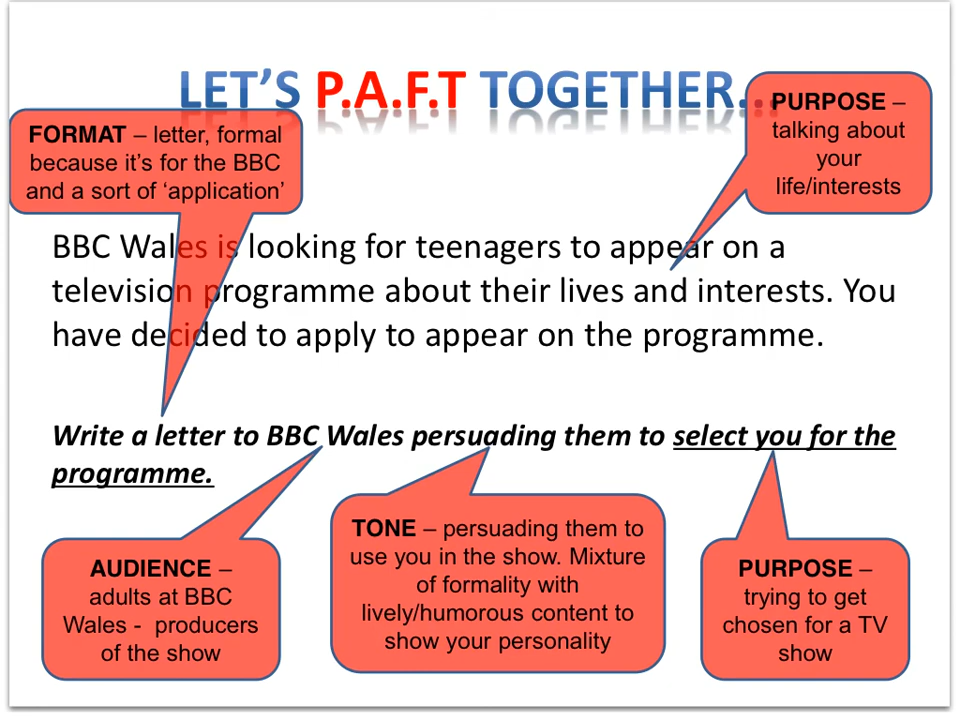 LET’S P.A.F.T TOGETHER...
PURPOSE –
talking about
your
life/interests
FORMAT – letter, formal
because it’s for the BBC
and a sort of ‘application’
BBC Wales is looking for teenagers to appear on a
television programme about their lives and interests. You
have decided to apply to appear on the programme.
Write a letter to BBC Wales persuading them to select you for the
programme.
AUDIENCE –
adults at BBC
Wales - producers
of the show
TONE – persuading them to
use you in the show. Mixture
of formality with
lively/humorous content to
show your personality
PURPOSE –
trying to get
chosen for a TV
show